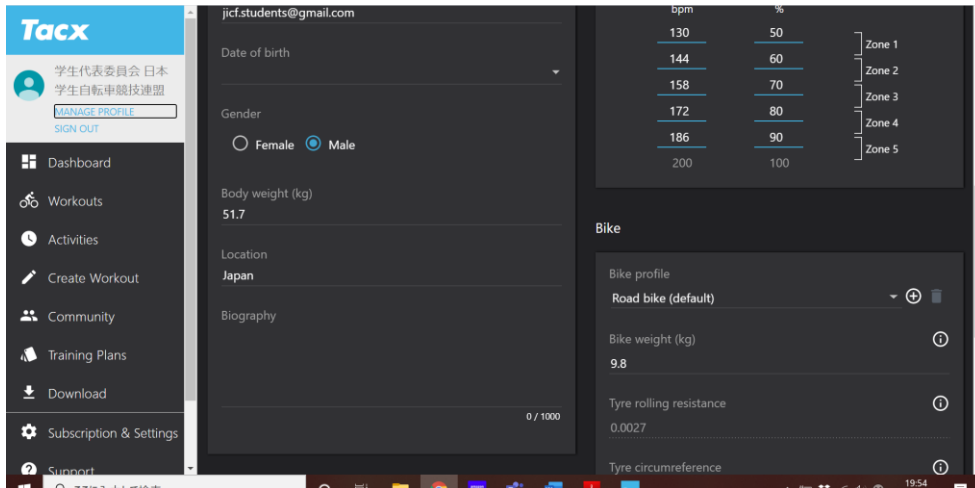 Tacx
学生代表委員会 日本
学生自転車競技連盟
MANAGE PROFILE
SIGN OUT
Dashboard
Workouts
Activities
Create Workout
Community
Training Plans
Download
Subscription & Settings
Support
jicf.students@gmail.com
Date of birth
Gender
Female
Male
Body weight (kg)
51.7
Location
Japan
Biography
0 / 1000
bpm %
130 50
Zone 1
144 60
Zone 2
158 70
Zone 3
172 80
Zone 4
186 90
Zone 5
200 100
Bike
Bike profile
Road bike (default)
Bike weight (kg)
9.8
Tyre rolling resistance
0.0027
Tyre circumreference
19:54